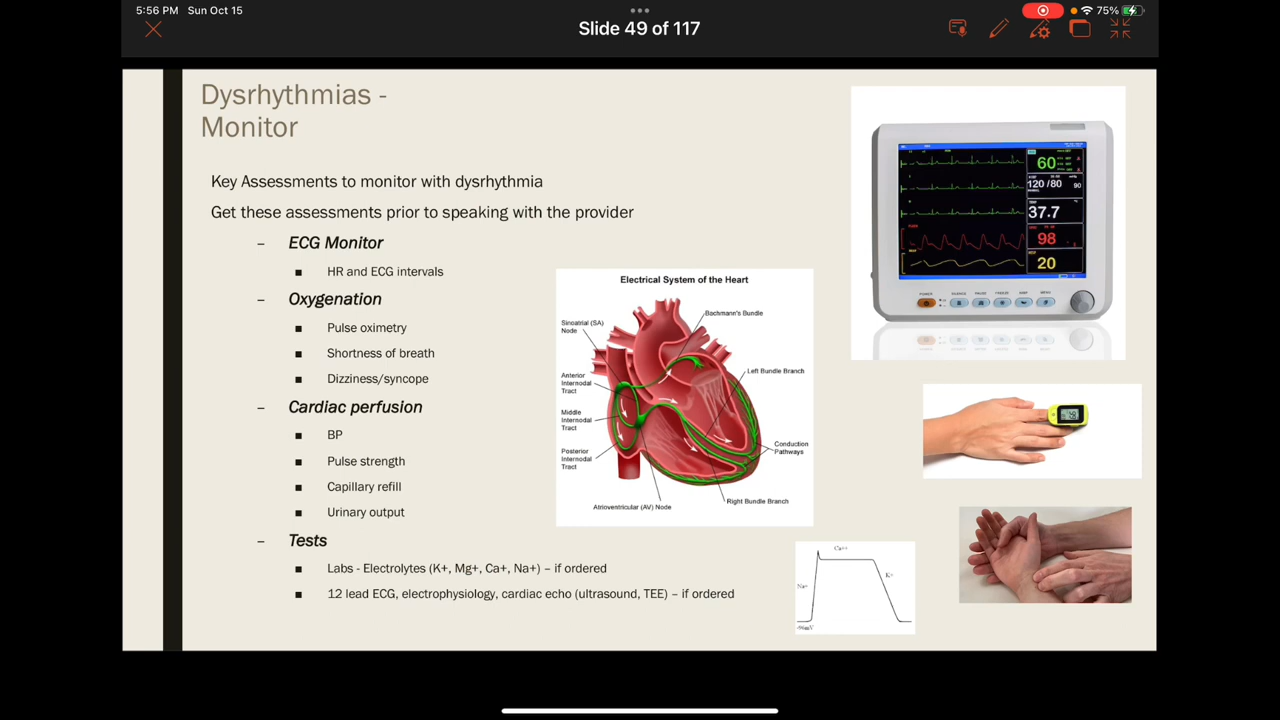 5:56 PM Sun Oct 15
75%
Slide 49 of 117
Dysrhythmias -
Monitor
Key Assessments to monitor with dysrhythmia
Get these assessments prior to speaking with the provider
– ECG Monitor
■ HR and ECG intervals
– Oxygenation
■ Pulse oximetry
■ Shortness of breath
■ Dizziness/syncope
– Cardiac perfusion
■ BP
■ Pulse strength
■ Capillary refill
■ Urinary output
– Tests
■ Labs - Electrolytes (K+, Mg+, Ca+, Na+) – if ordered
■ 12 lead ECG, electrophysiology, cardiac echo (ultrasound, TEE) – if ordered
Electrical System of the Heart
Bachmann's Bundle
Sinoatrial (SA)
Node
Left Bundle Branch
Anterior
Internodal
Tract
Middle
Internodal
Tract
Conduction
Pathways
Posterior
Internodal
Tract
Right Bundle Branch
Atrioventricular (AV) Node
60
120/80
90
37.7
98
20
POWER
SILENCE
FREEZE
MENU
Ca++
K+
Na+